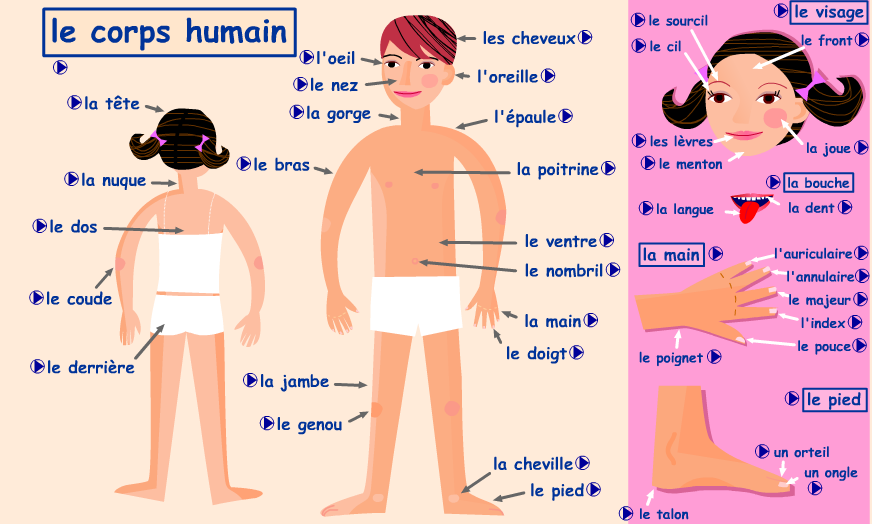 le corps humain
la tête
la nuque
le dos
le coude
le derrière
les cheveux
l'oeil
le nez
l'oreille
la gorge
l'épaule
le bras
la poitrine
le ventre
le nombril
la main
le doigt
la jambe
le genou
la cheville
le pied
le visage
le sourcil
le cil
le front
les lèvres
la joue
le menton
la bouche
la langue
la dent
la main
l'auriculaire
l'annulaire
le majeur
l'index
le pouce
le poignet
le pied
un orteil
un ongle
le talon